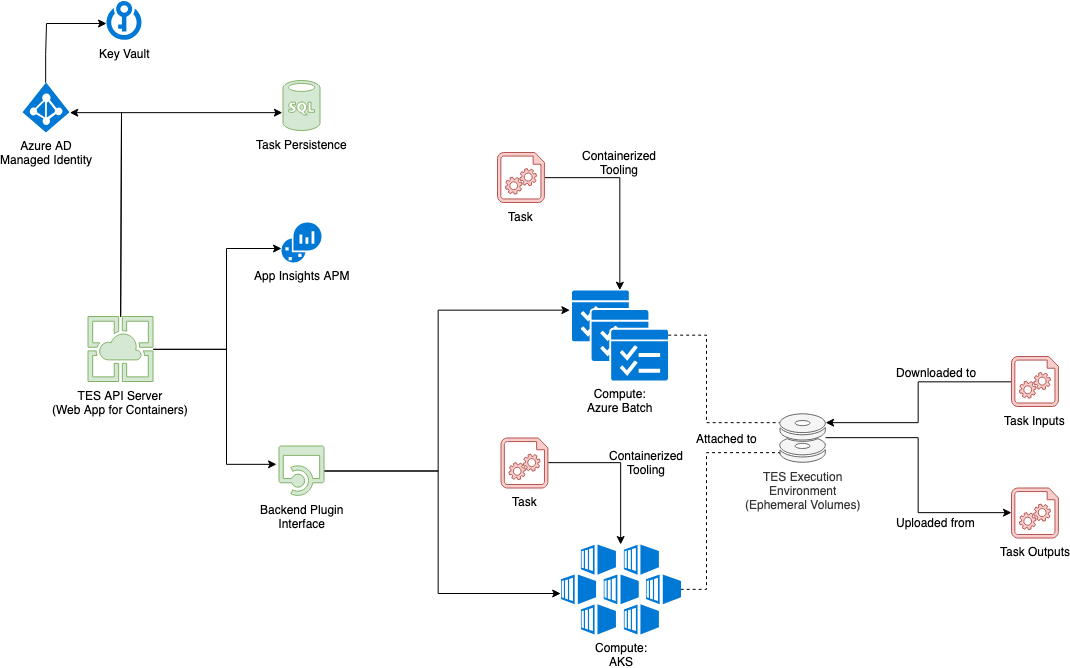 Key Vault
Azure AD
Managed Identity
SQL
Task Persistence
Containerized
Tooling
Task
App Insights APM
TES API Server
(Web App for Containers)
Compute:
Azure Batch
Downloaded to
Task Inputs
Attached to
Containerized
Tooling
Task
TES Execution
Environment
(Ephemeral Volumes)
Backend Plugin
Interface
Uploaded from
Task Outputs
Compute:
AKS